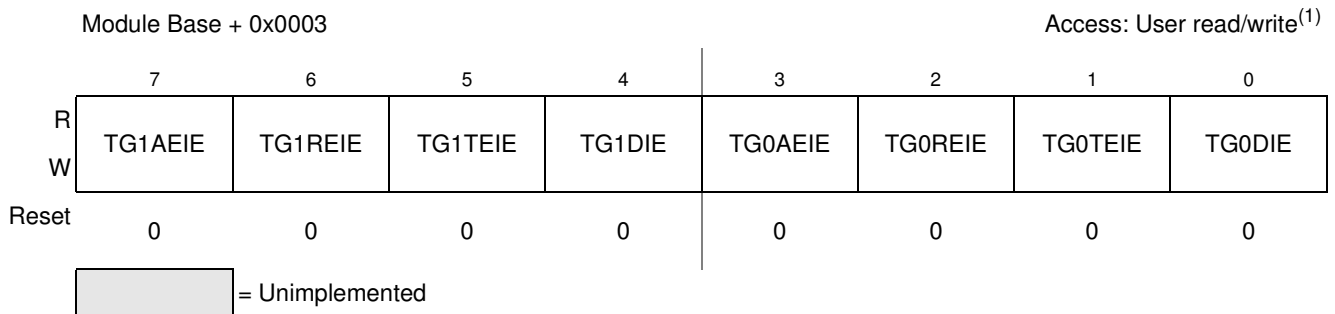 Module Base + 0x0003 Access: User read/write(1)
7 6 5 4 3 2 1 0
R
W
TG1AEIE TG1REIE TG1TEIE TG1DIE TG0AEIE TG0REIE TG0TEIE TG0DIE
Reset 0 0 0 0 0 0 0 0
= Unimplemented